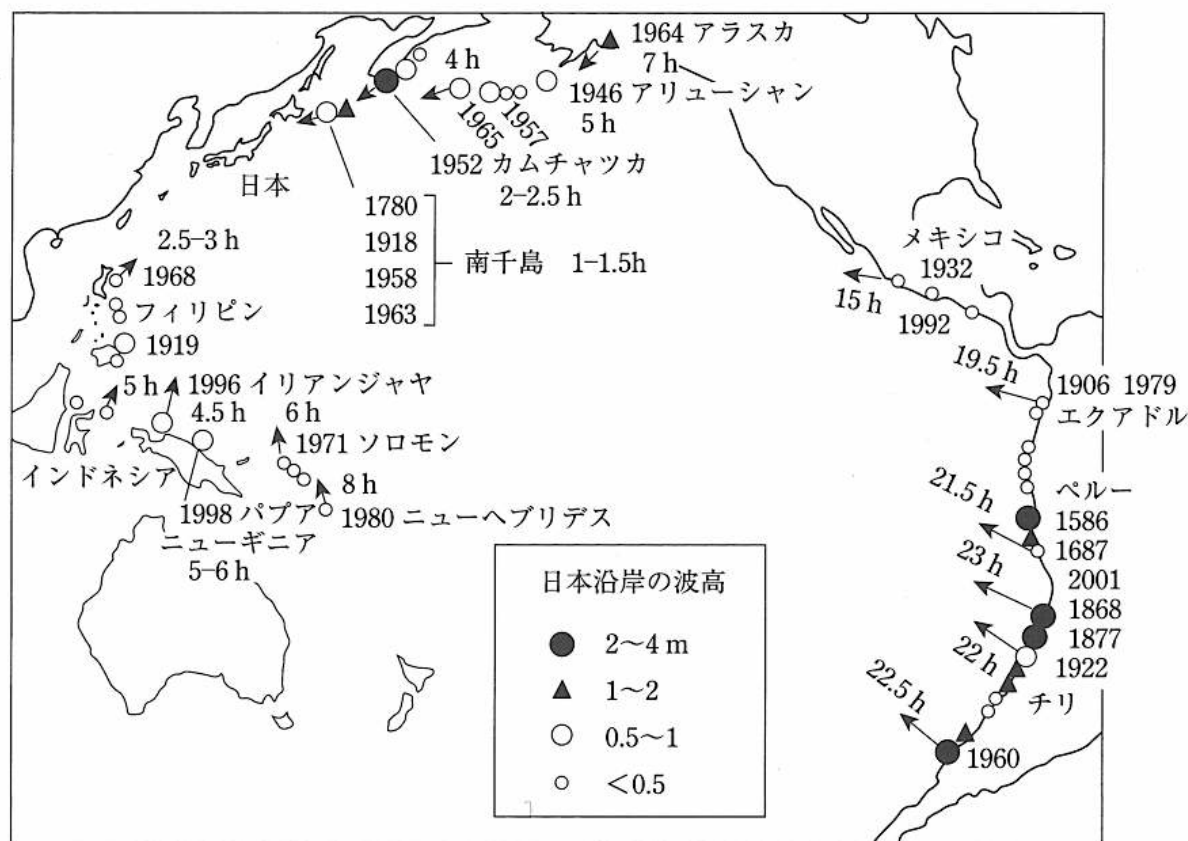 1964 アラスカ
7 h
4 h
1946 アリューシャン
5 h
1965
1957
1952 カムチャツカ
2−2.5 h
日本
1780
1918
1958
1963
南千島 1−1.5h
2.5−3 h
1968
フィリピン
1919
メキシコ
1932
15 h
1992
19.5 h
1906 1979
エクアドル
5 h
1996 イリアンジャヤ
4.5 h
6 h
1971 ソロモン
インドネシア
8 h
1998 パプア
ニューギニア
5−6 h
1980 ニューヘブリデス
21.5 h
ペルー
1586
1687
2001
23 h
1868
1877
1922
22 h
チリ
22.5 h
1960
日本沿岸の波高
2〜4 m
1〜2
0.5〜1
<0.5